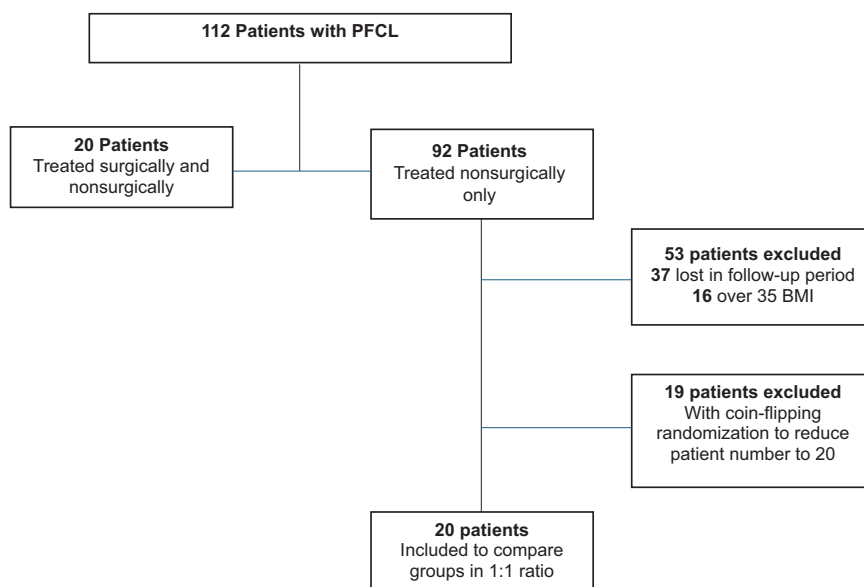 112 Patients with PFCL
20 Patients
Treated surgically and
nonsurgically
92 Patients
Treated nonsurgically
only
53 patients excluded
37 lost in follow-up period
16 over 35 BMI
19 patients excluded
With coin-flipping
randomization to reduce
patient number to 20
20 patients
Included to compare
groups in 1:1 ratio